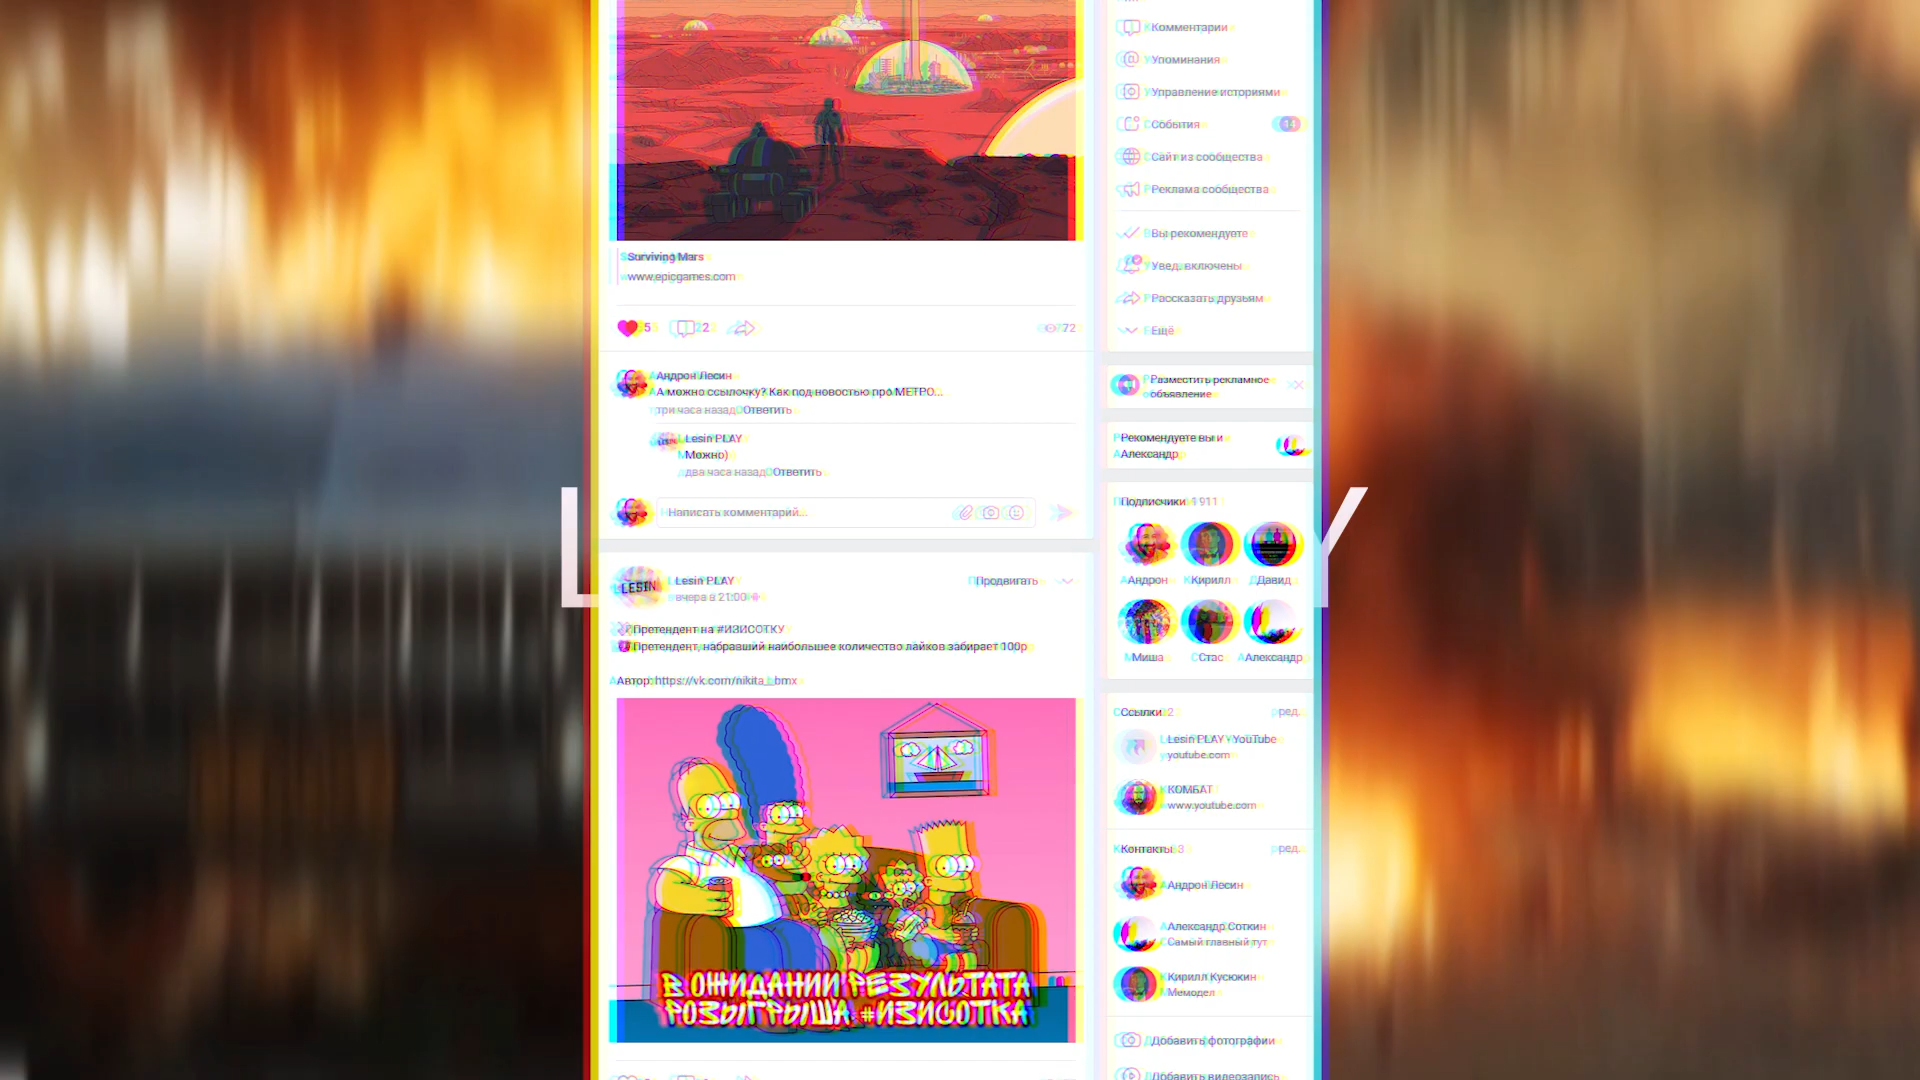 Surviving Mars
www.epicgames.com
5 2 72
Андрон Лесин
А можно ссылочку? Как под новостью про МЕТРО...
три часа назад Ответить
Lesin PLAY
Можно)
два часа назад Ответить
Написать комментарий...
LESIN
Lesin PLAY
Продвигать
вчера в 21:00
Претендент на #ИЗИСОТКУ
Претендент, набравший наибольшее количество лайков забирает 100р
Автор: https://vk.com/nikita_bmx
В ОЖИДАНИИ РЕЗУЛЬТАТА
РОЗЫГРЫША #ИЗИСОТКА
Комментарии
Упоминания
Управление историями
События 14
Сайт из сообщества
Реклама сообщества
Вы рекомендуете
Увед. включены
Рассказать друзьям
Ещё
Разместить рекламное
объявление
Рекомендуете вы и
Александр
Подписчики 1 911
Андрон Кирилл Давид
Миша Стас Александр
Ссылки 2 ред.
Lesin PLAY - YouTube
youtube.com
КОМБАТ
www.youtube.com
Контакты 3 ред.
Андрон Лесин
Александр Соткин
Самый главный тут
Кирилл Кусюкин
Мемодел
Добавить фотографии
Добавить видеозапись
L Y